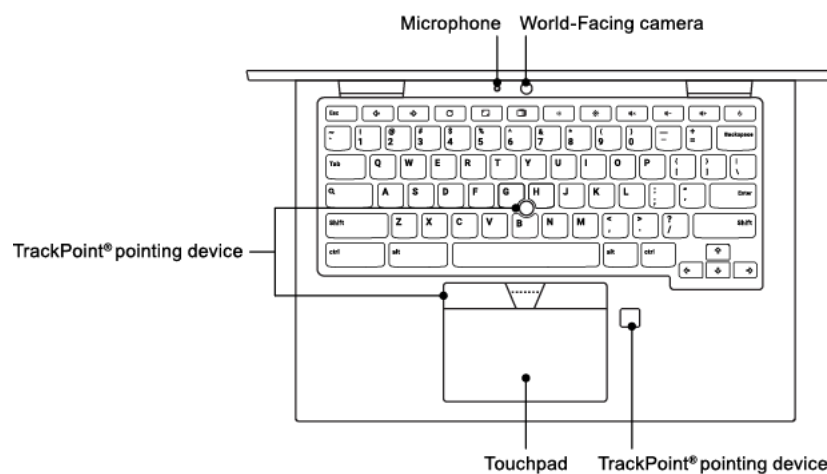 Microphone World-Facing camera
Esc
~ ` ! 1 @ 2 # 3 $ 4 % 5 ^ 6 & 7 * 8 ( 9 ) 0 — - + = Backspace
Tab Q W E R T Y U I O P { [ } ] | \
A S D F G H J K L : ; " ' Enter
Shift Z X C V B N M < , > . ? / Shift
TrackPoint® pointing device
ctrl alt alt ctrl
Touchpad TrackPoint® pointing device